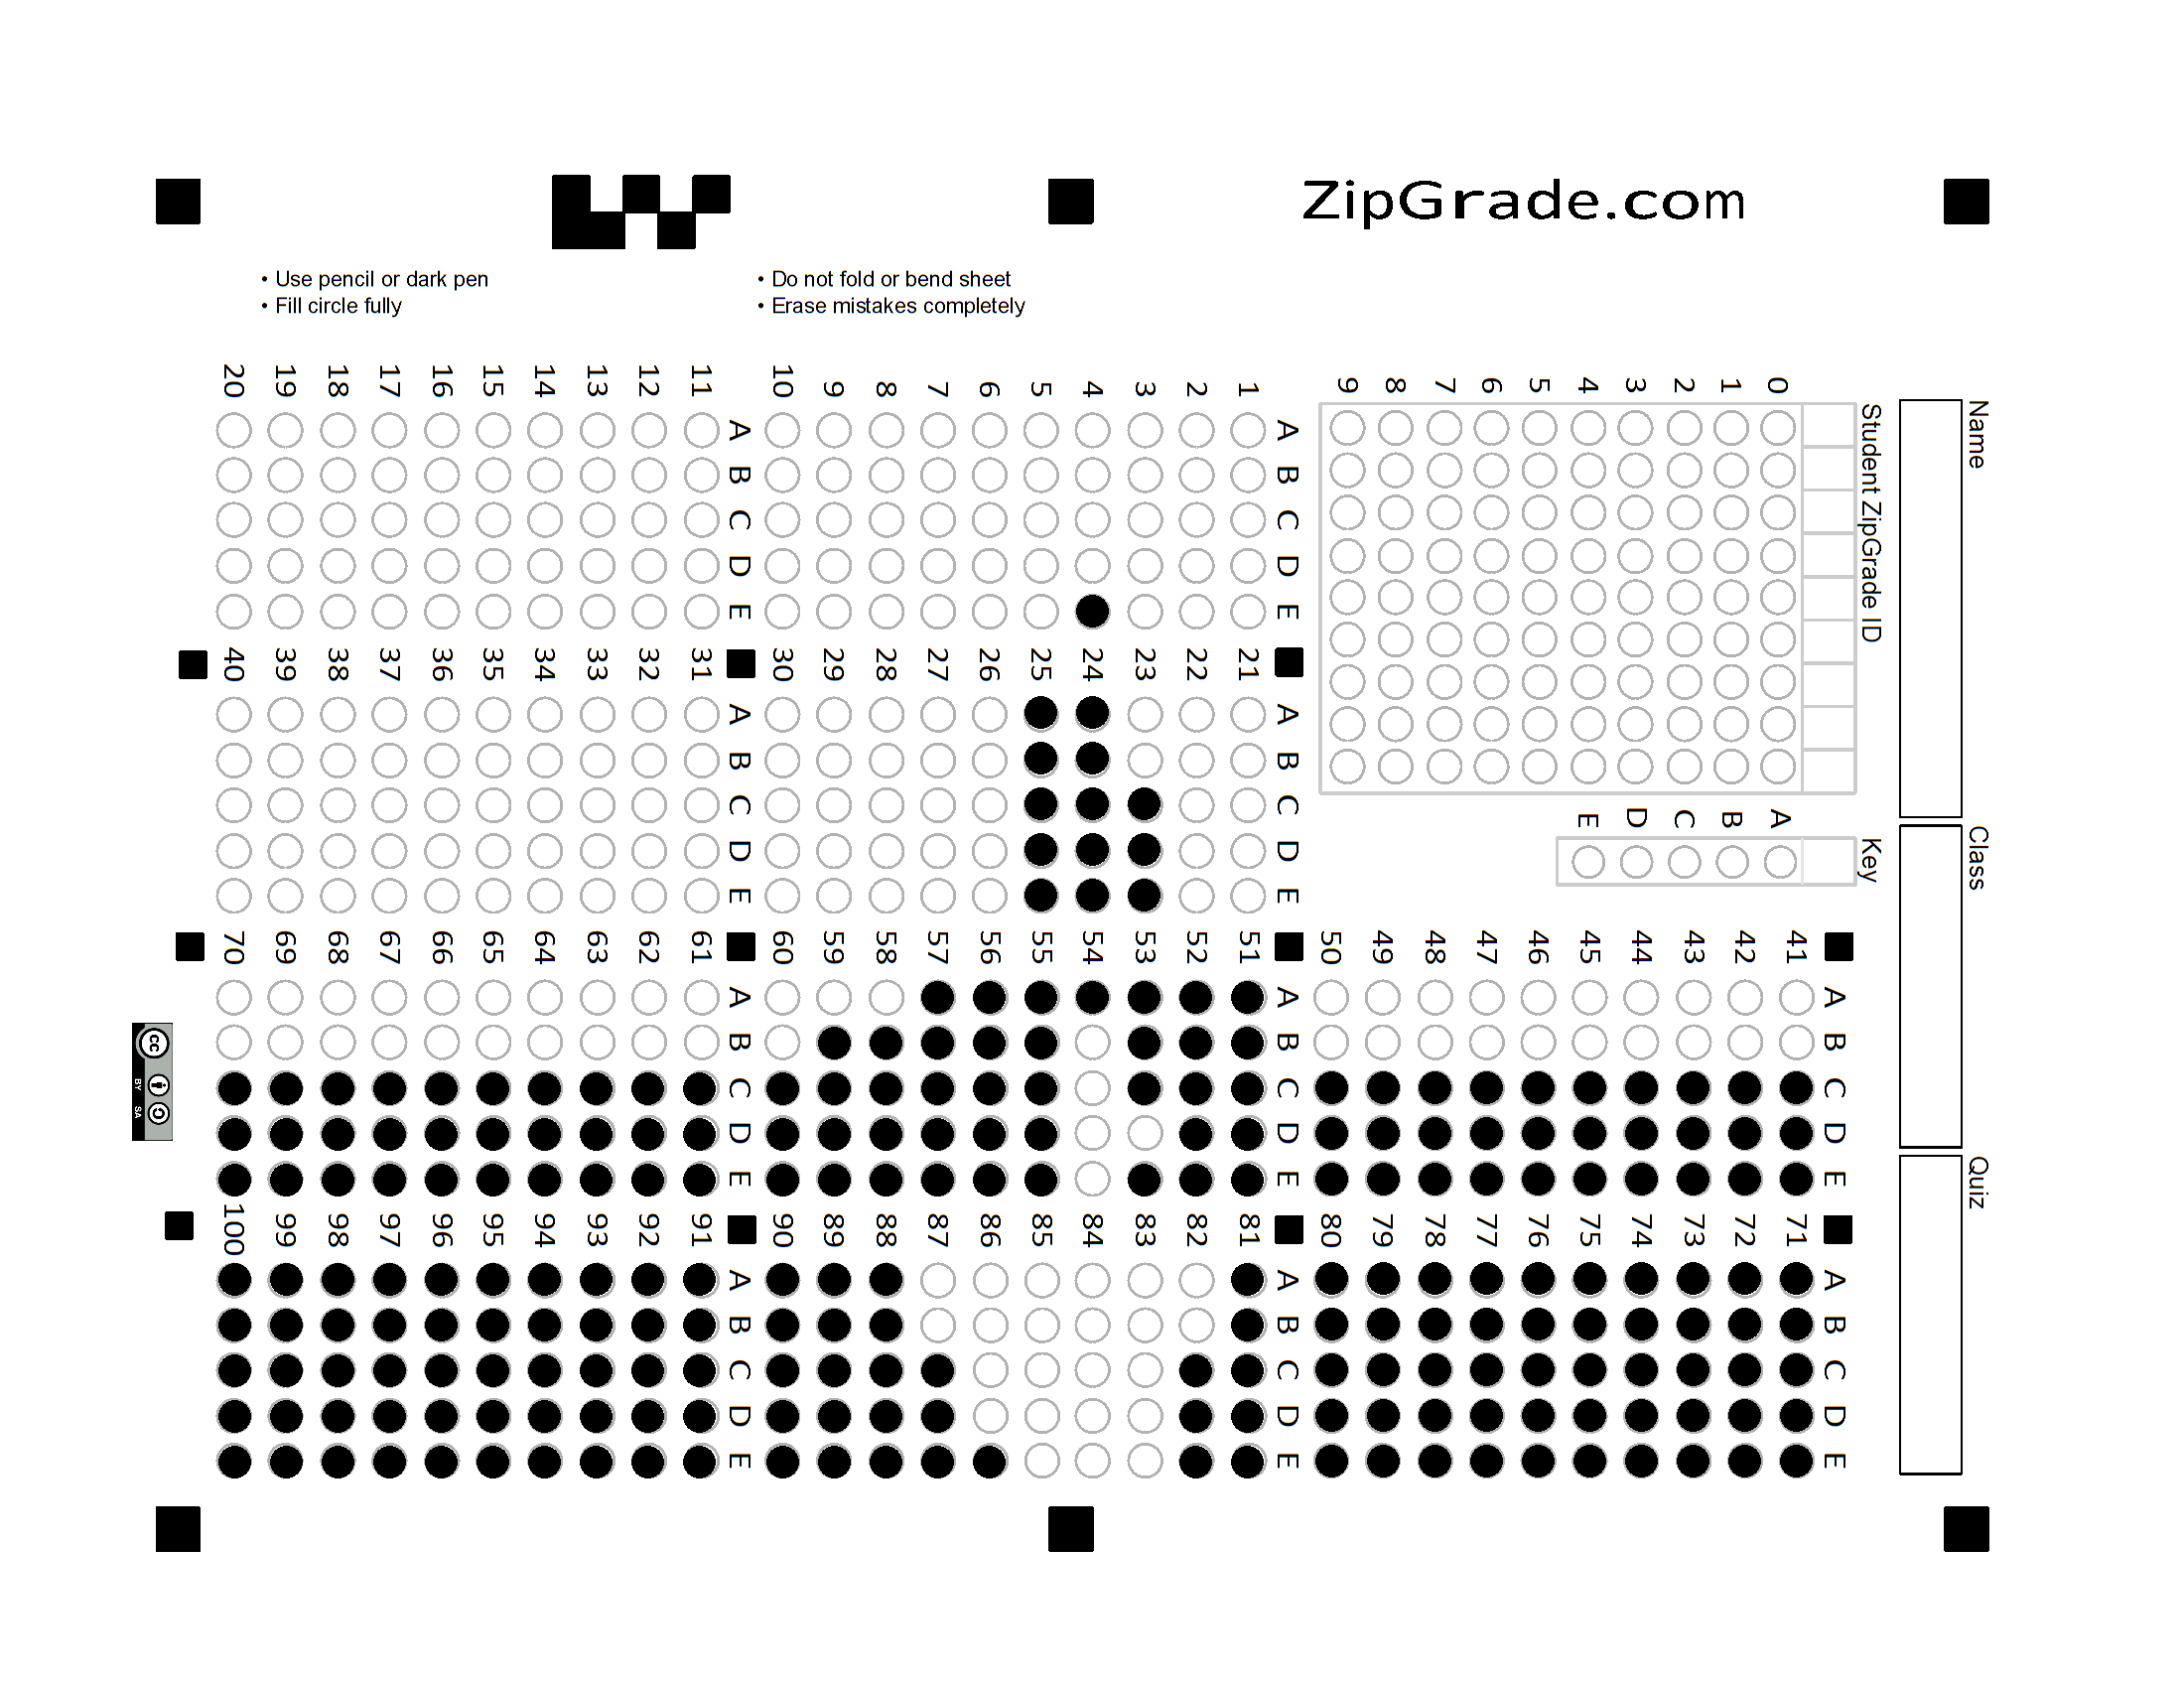 ZipGrade.com
• Use pencil or dark pen
• Fill circle fully
• Do not fold or bend sheet
• Erase mistakes completely
Name
Class
Quiz
Student ZipGrade ID
0 1 2 3 4 5 6 7 8 9
Key
A B C D E
1 2 3 4 5 6 7 8 9 10
A B C D E
11 12 13 14 15 16 17 18 19 20
A B C D E
21 22 23 24 25 26 27 28 29 30
A B C D E
31 32 33 34 35 36 37 38 39 40
A B C D E
41 42 43 44 45 46 47 48 49 50
A B C D E
51 52 53 54 55 56 57 58 59 60
A B C D E
61 62 63 64 65 66 67 68 69 70
A B C D E
71 72 73 74 75 76 77 78 79 80
A B C D E
81 82 83 84 85 86 87 88 89 90
A B C D E
91 92 93 94 95 96 97 98 99 100
A B C D E
cc
BY SA